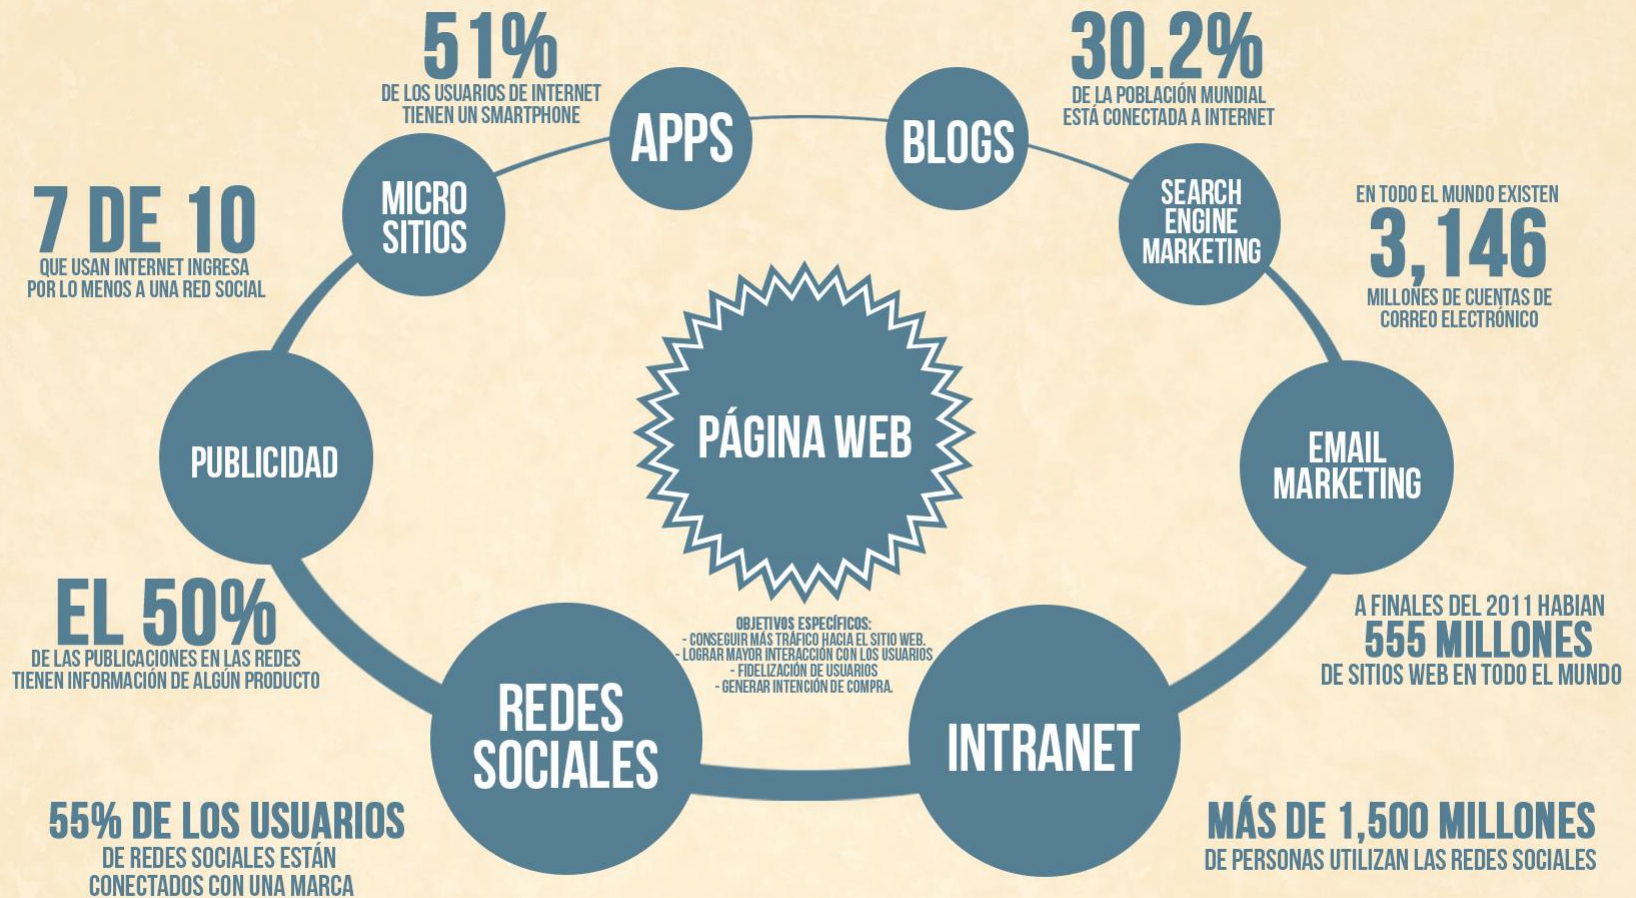 51%
DE LOS USUARIOS DE INTERNET
TIENEN UN SMARTPHONE
APPS
BLOGS
30.2%
DE LA POBLACIÓN MUNDIAL
ESTÁ CONECTADA A INTERNET
7 DE 10
QUE USAN INTERNET INGRESA
POR LO MENOS A UNA RED SOCIAL
MICRO
SITIOS
SEARCH
ENGINE
MARKETING
EN TODO EL MUNDO EXISTEN
3,146
MILLONES DE CUENTAS DE
CORREO ELECTRÓNICO
PUBLICIDAD
PÁGINA WEB
EMAIL
MARKETING
EL 50%
DE LAS PUBLICACIONES EN LAS REDES
TIENEN INFORMACIÓN DE ALGÚN PRODUCTO
OBJETIVOS ESPECÍFICOS:
- CONSEGUIR MÁS TRÁFICO HACIA EL SITIO WEB.
- LOGRAR MAYOR INTERACCIÓN CON LOS USUARIOS
- FIDELIZACIÓN DE USUARIOS
- GENERAR INTENCIÓN DE COMPRA.
A FINALES DEL 2011 HABIAN
555 MILLONES
DE SITIOS WEB EN TODO EL MUNDO
REDES
SOCIALES
INTRANET
55% DE LOS USUARIOS
DE REDES SOCIALES ESTÁN
CONECTADOS CON UNA MARCA
MÁS DE 1,500 MILLONES
DE PERSONAS UTILIZAN LAS REDES SOCIALES